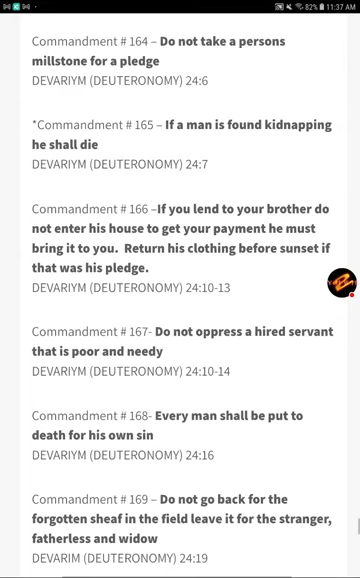 82% 11:37 AM
Commandment # 164 – Do not take a persons
millstone for a pledge
DEVARIYM (DEUTERONOMY) 24:6
*Commandment # 165 – If a man is found kidnapping
he shall die
DEVARIYM (DEUTERONOMY) 24:7
Commandment # 166 –If you lend to your brother do
not enter his house to get your payment he must
bring it to you.  Return his clothing before sunset if
that was his pledge.
DEVARIYM (DEUTERONOMY) 24:10-13
Commandment # 167- Do not oppress a hired servant
that is poor and needy
DEVARIYM (DEUTERONOMY) 24:10-14
Commandment # 168- Every man shall be put to
death for his own sin
DEVARIYM (DEUTERONOMY) 24:16
Commandment # 169 – Do not go back for the
forgotten sheaf in the field leave it for the stranger,
fatherless and widow
DEVARIM (DEUTERONOMY) 24:19